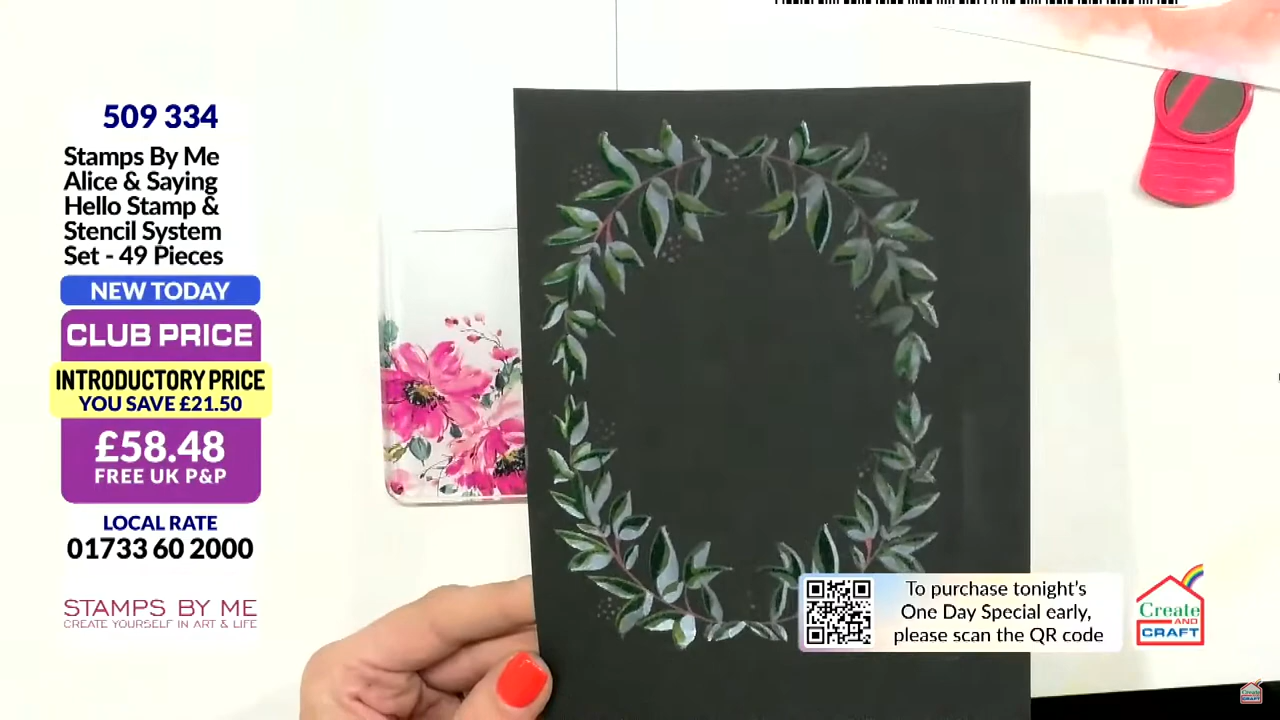 509 334
Stamps By Me
Alice & Saying
Hello Stamp &
Stencil System
Set - 49 Pieces
NEW TODAY
CLUB PRICE
INTRODUCTORY PRICE
YOU SAVE £21.50
£58.48
FREE UK P&P
LOCAL RATE
01733 60 2000
STAMPS BY ME
CREATE YOURSELF IN ART & LIFE
To purchase tonight's
One Day Special early,
please scan the QR code
Create
AND
CRAFT